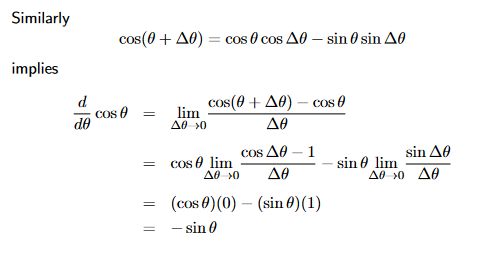 Similarly
cos(θ + Δθ) = cos θ cos Δθ − sin θ sin Δθ
implies
d/dθ cos θ = lim_{Δθ→0} (cos(θ + Δθ) − cos θ)/Δθ
= cos θ lim_{Δθ→0} (cos Δθ − 1)/Δθ − sin θ lim_{Δθ→0} sin Δθ/Δθ
= (cos θ)(0) − (sin θ)(1)
= − sin θ